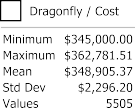 Dragonfly / Cost
Minimum $345,000.00
Maximum $362,781.51
Mean $348,905.37
Std Dev $2,296.20
Values 5505